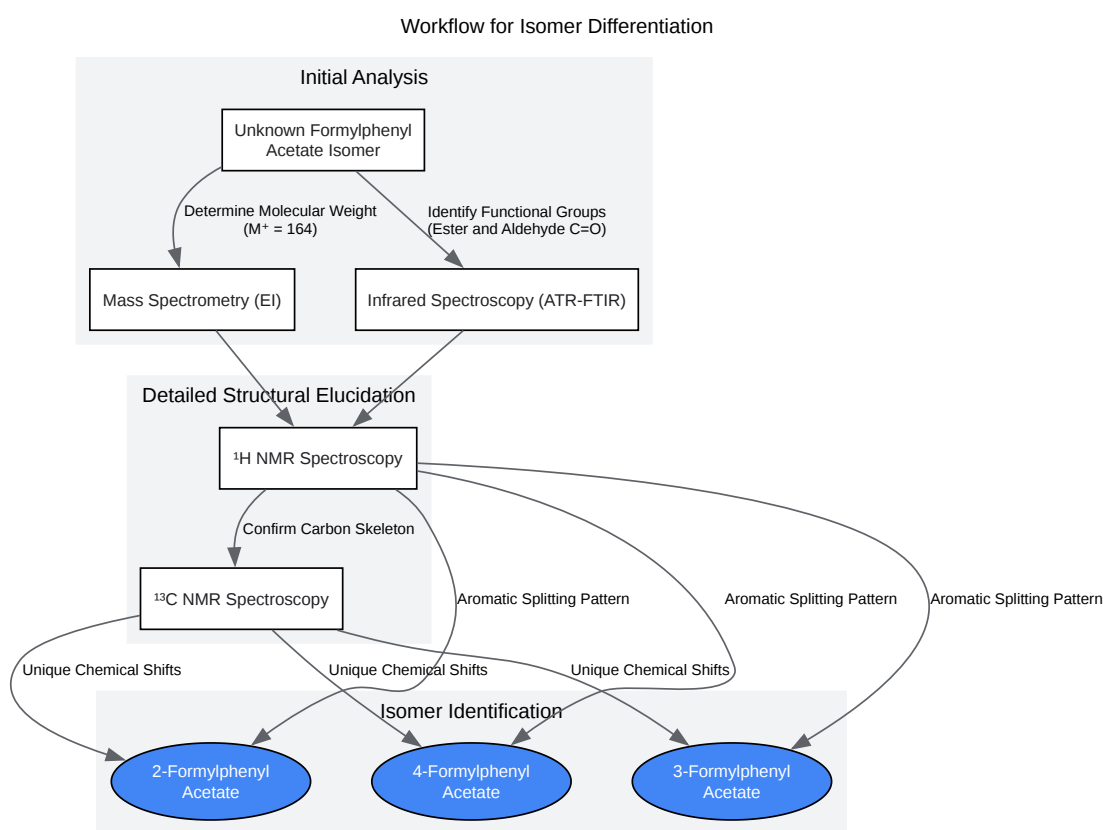 Workflow for Isomer Differentiation
Initial Analysis
Unknown Formylphenyl
Acetate Isomer
Determine Molecular Weight
(M⁺ = 164)
Identify Functional Groups
(Ester and Aldehyde C=O)
Mass Spectrometry (EI)
Infrared Spectroscopy (ATR-FTIR)
Detailed Structural Elucidation
¹H NMR Spectroscopy
Confirm Carbon Skeleton
¹³C NMR Spectroscopy
Aromatic Splitting Pattern
Aromatic Splitting Pattern
Aromatic Splitting Pattern
Unique Chemical Shifts
Unique Chemical Shifts
Unique Chemical Shifts
Isomer Identification
2-Formylphenyl
Acetate
4-Formylphenyl
Acetate
3-Formylphenyl
Acetate